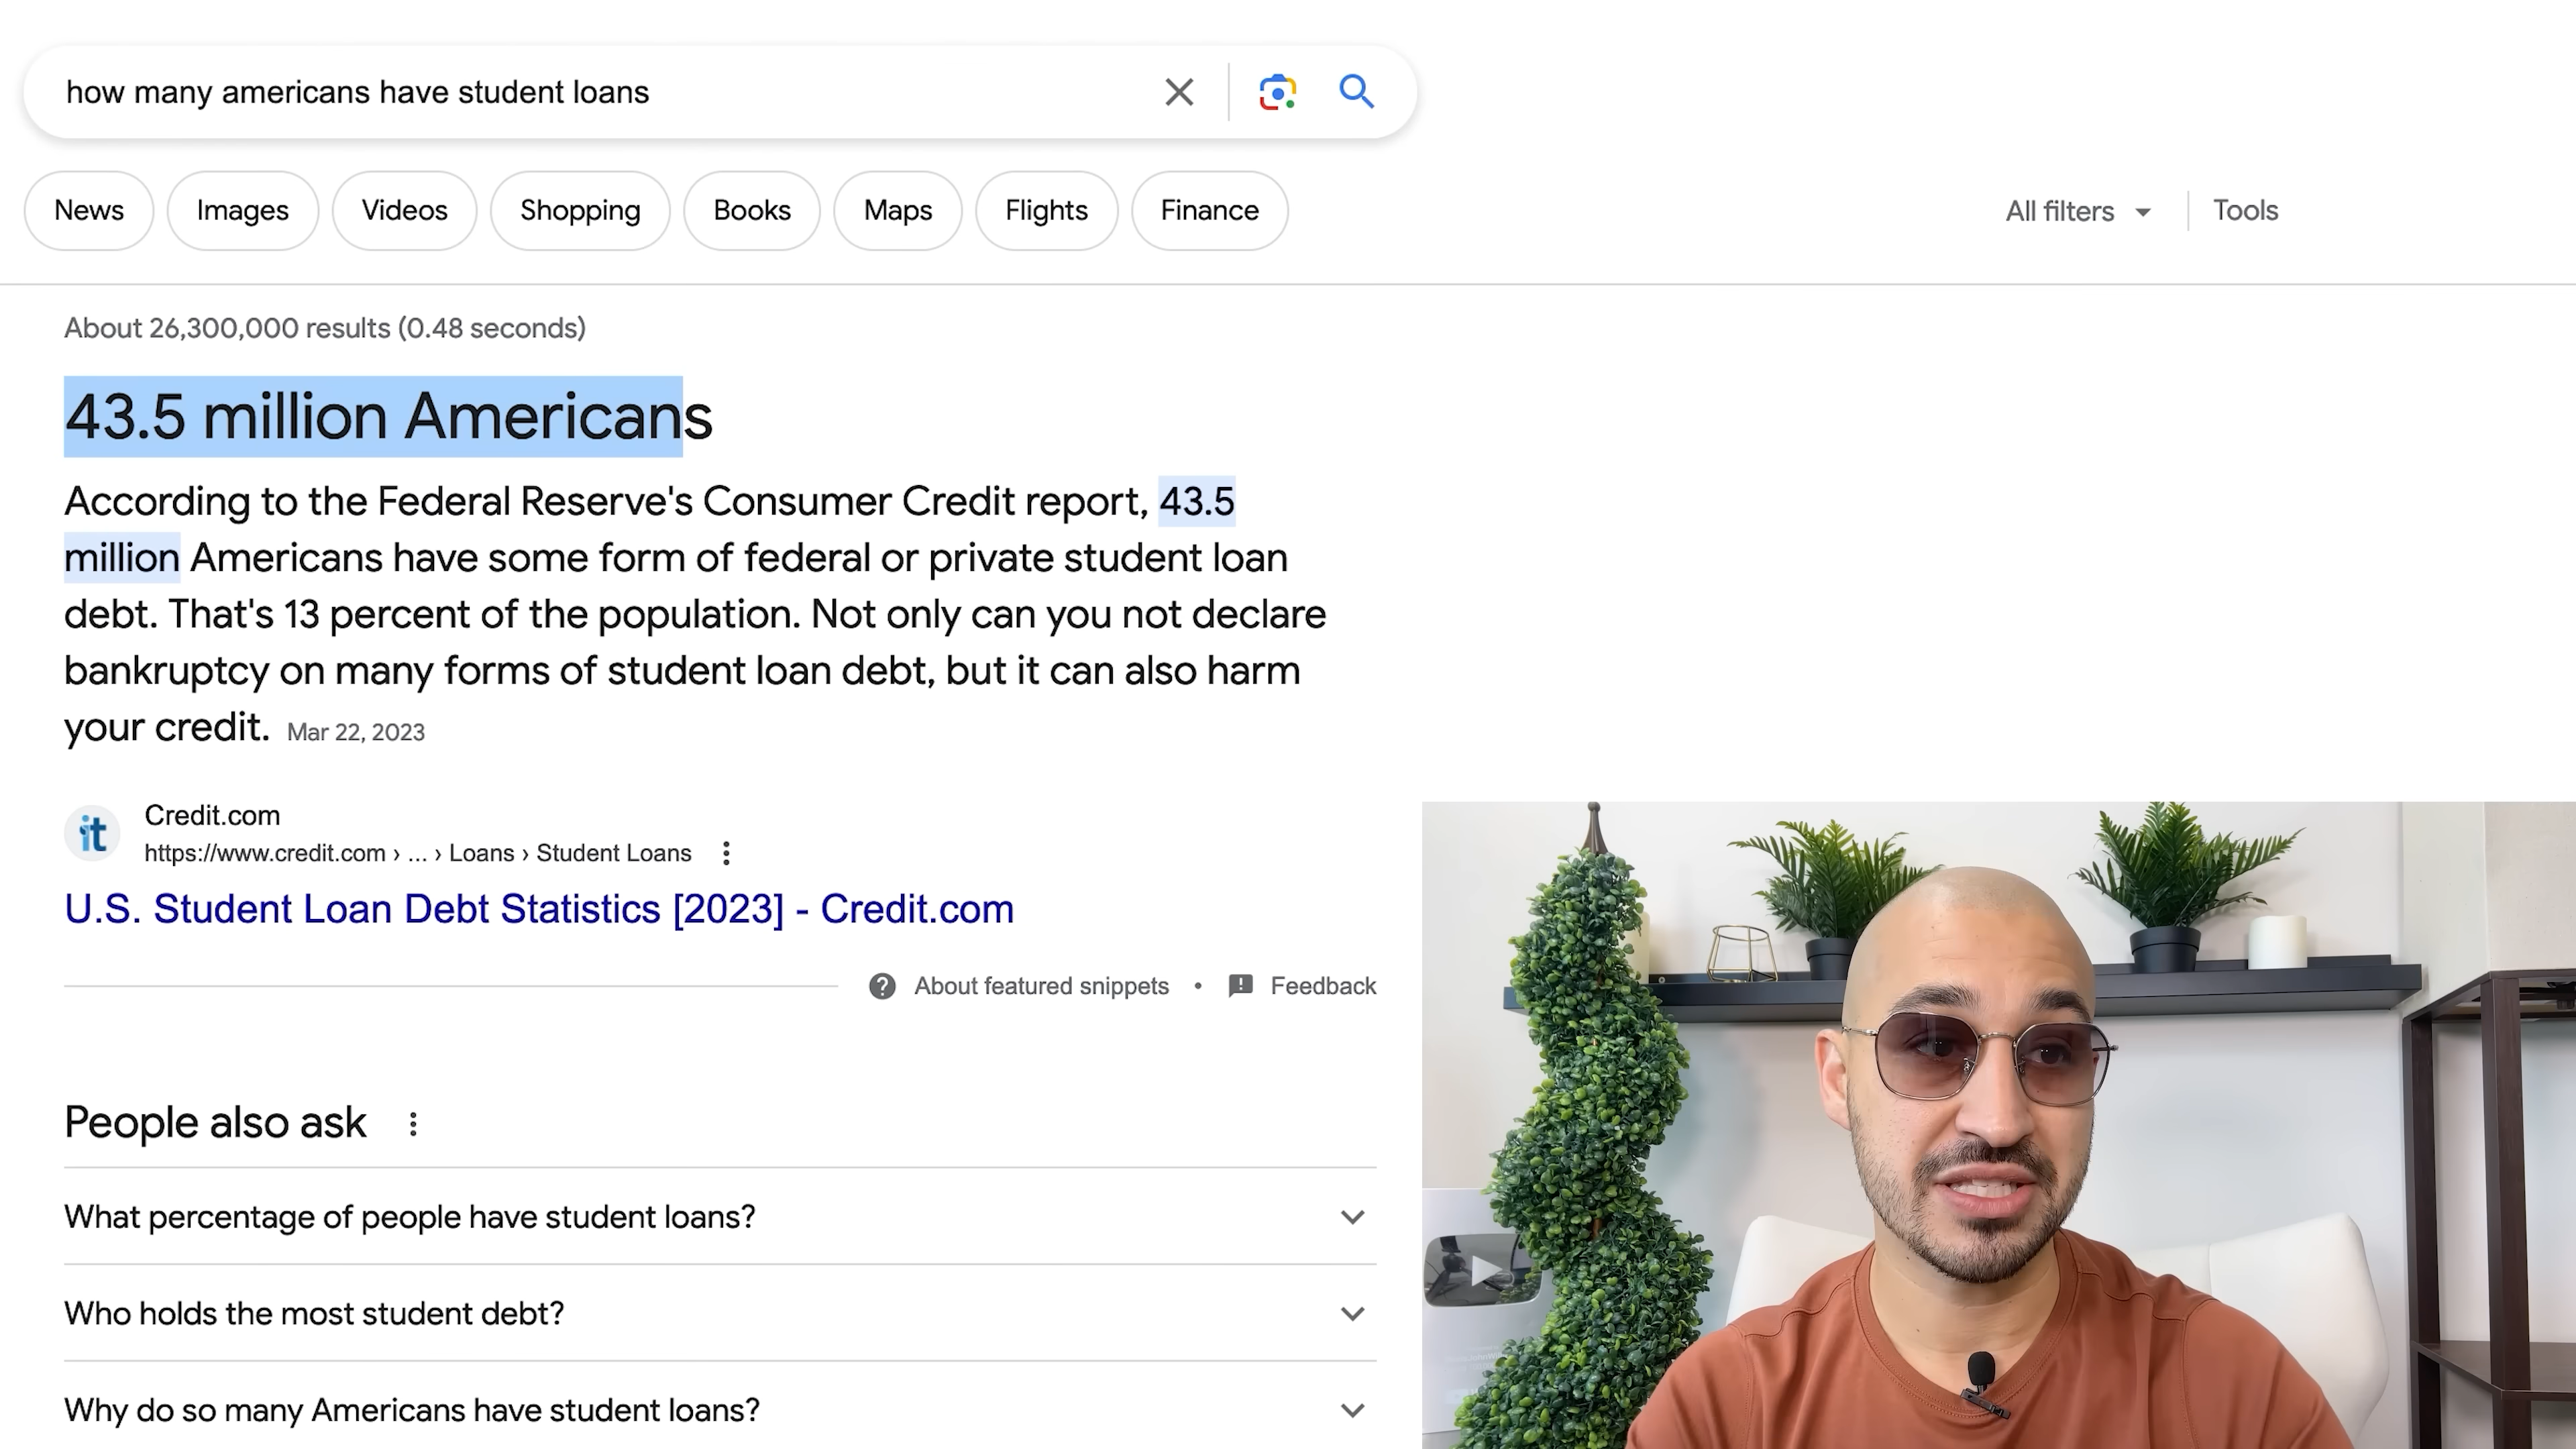 how many americans have student loans
News Images Videos Shopping Books Maps Flights Finance All filters Tools
About 26,300,000 results (0.48 seconds)
43.5 million Americans
According to the Federal Reserve's Consumer Credit report, 43.5
million Americans have some form of federal or private student loan
debt. That's 13 percent of the population. Not only can you not declare
bankruptcy on many forms of student loan debt, but it can also harm
your credit. Mar 22, 2023
it
Credit.com
https://www.credit.com › ... › Loans › Student Loans
U.S. Student Loan Debt Statistics [2023] - Credit.com
About featured snippets • Feedback
People also ask
What percentage of people have student loans?
Who holds the most student debt?
Why do so many Americans have student loans?